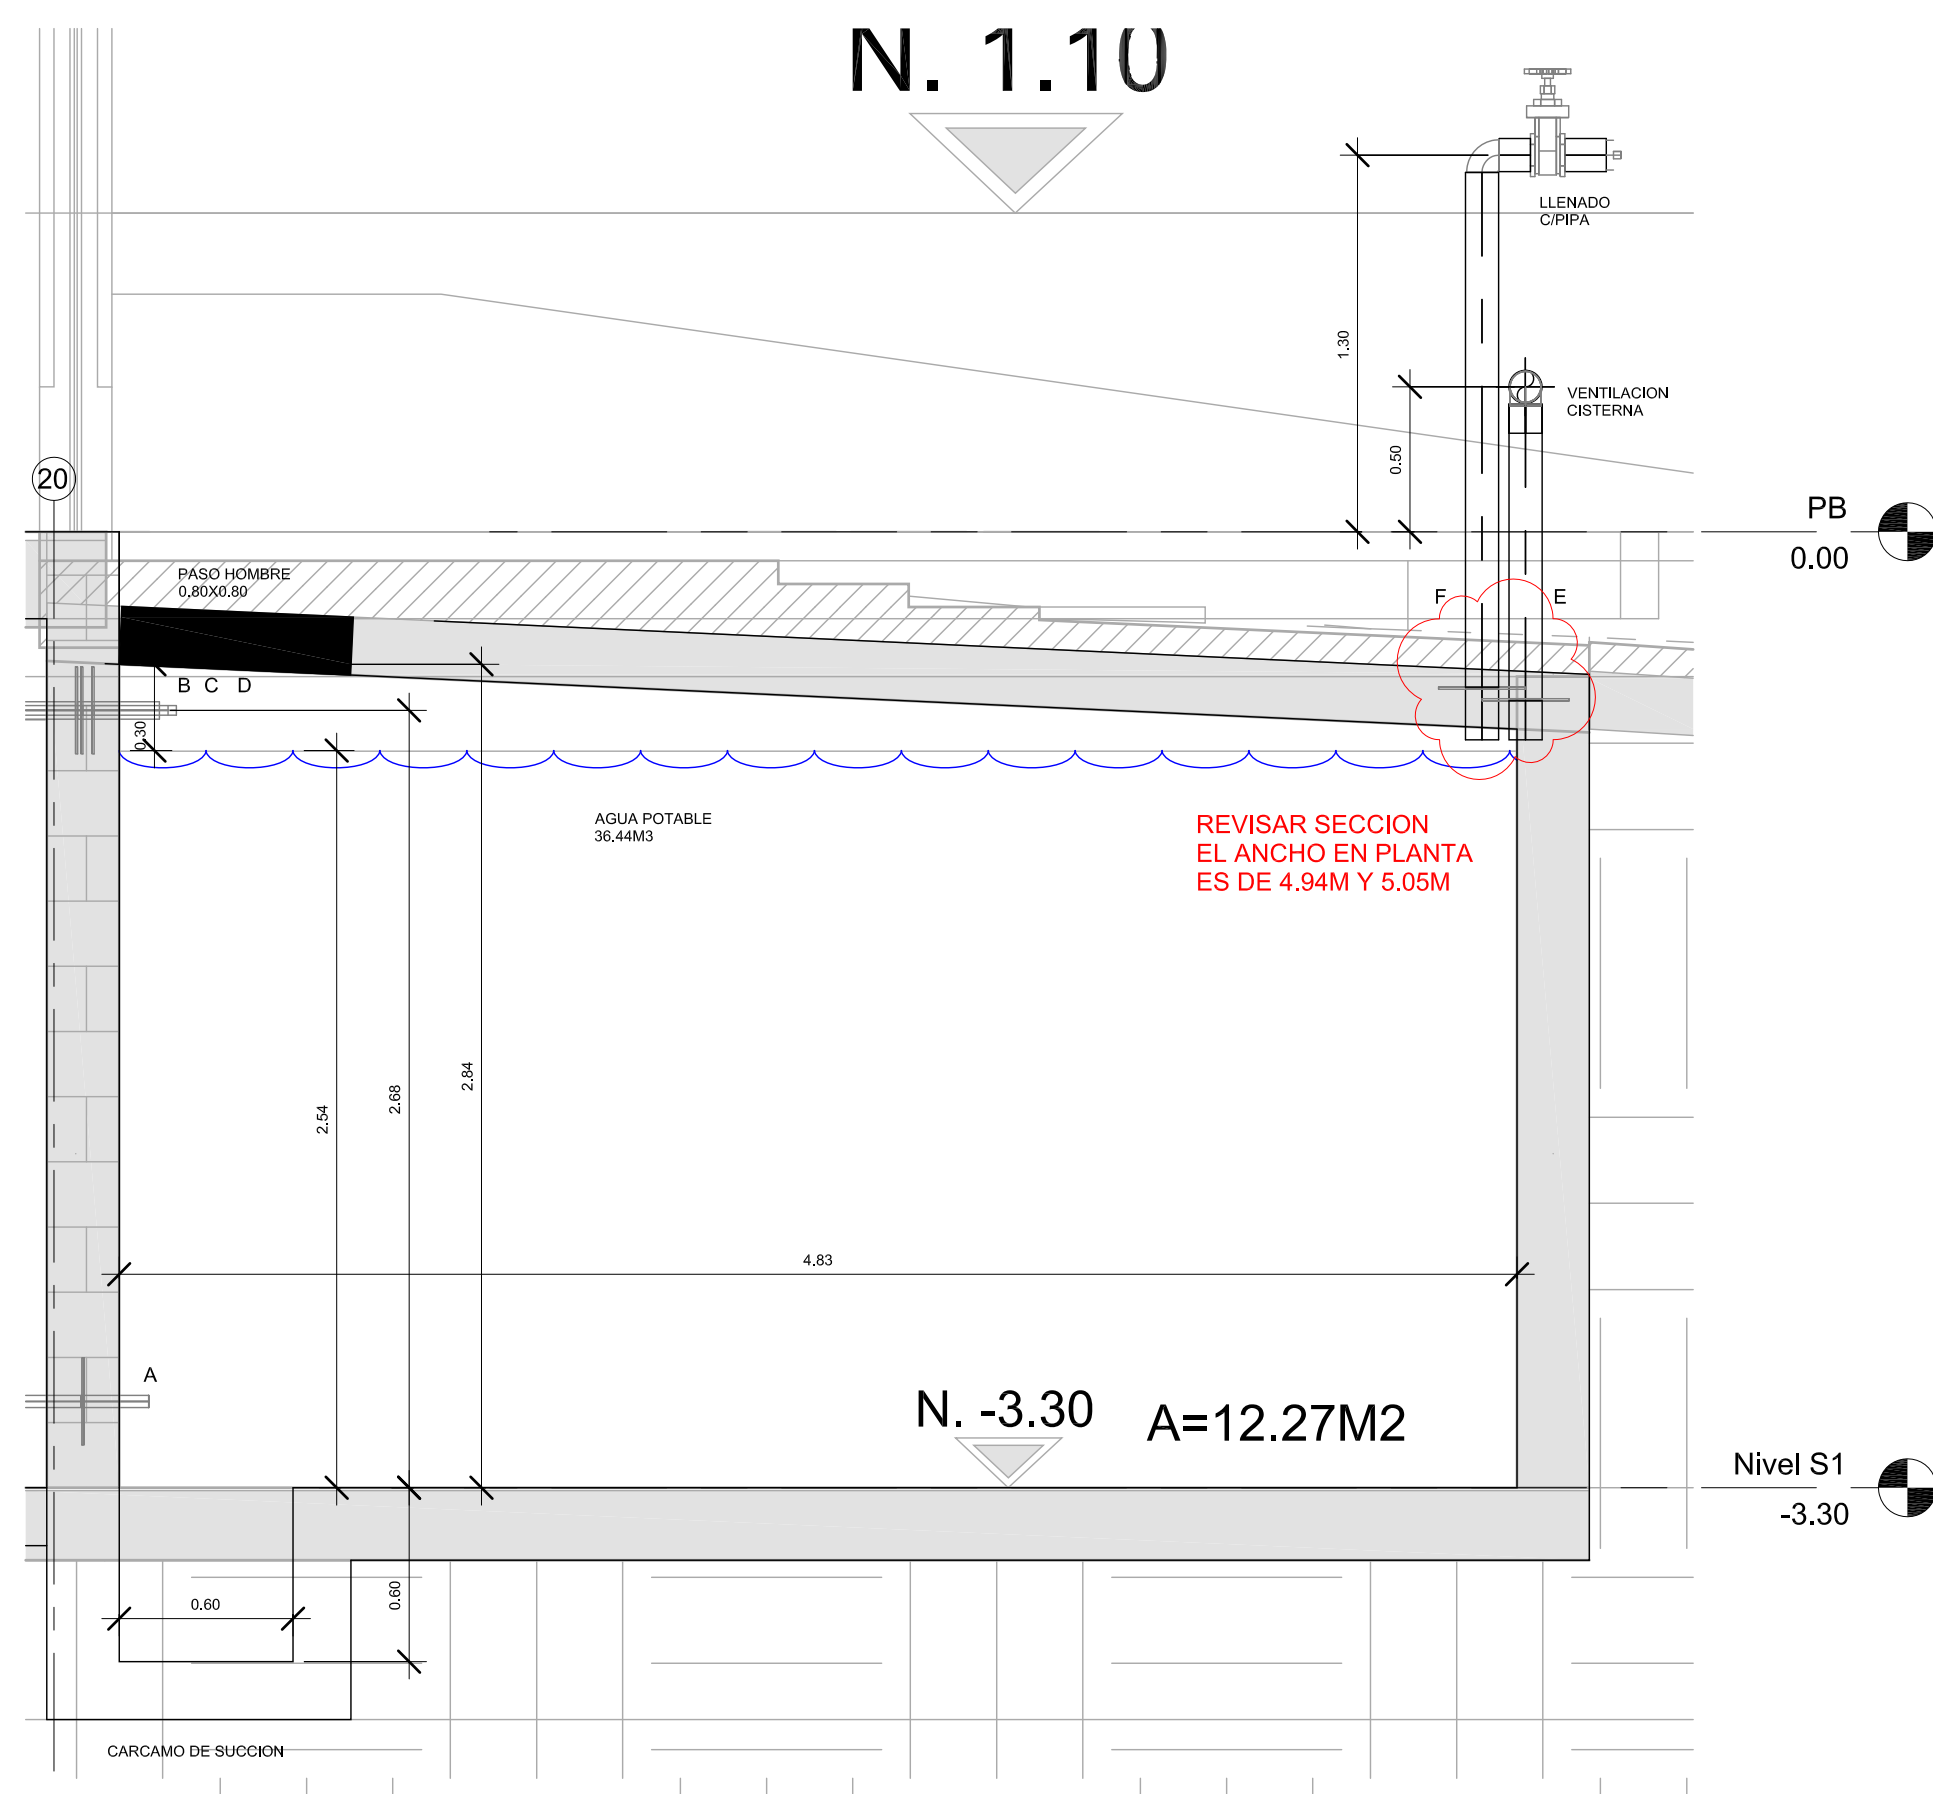 N. 1.10
LLENADO
C/PIPA
1.30
VENTILACION
CISTERNA
0.50
20
PB
0.00
PASO HOMBRE
0.80X0.80
F
E
B C D
0.30
AGUA POTABLE
36.44M3
REVISAR SECCION
EL ANCHO EN PLANTA
ES DE 4.94M Y 5.05M
2.54
2.68
2.84
4.83
A
N. -3.30
A=12.27M2
Nivel S1
-3.30
0.60
0.60
CARCAMO DE SUCCION